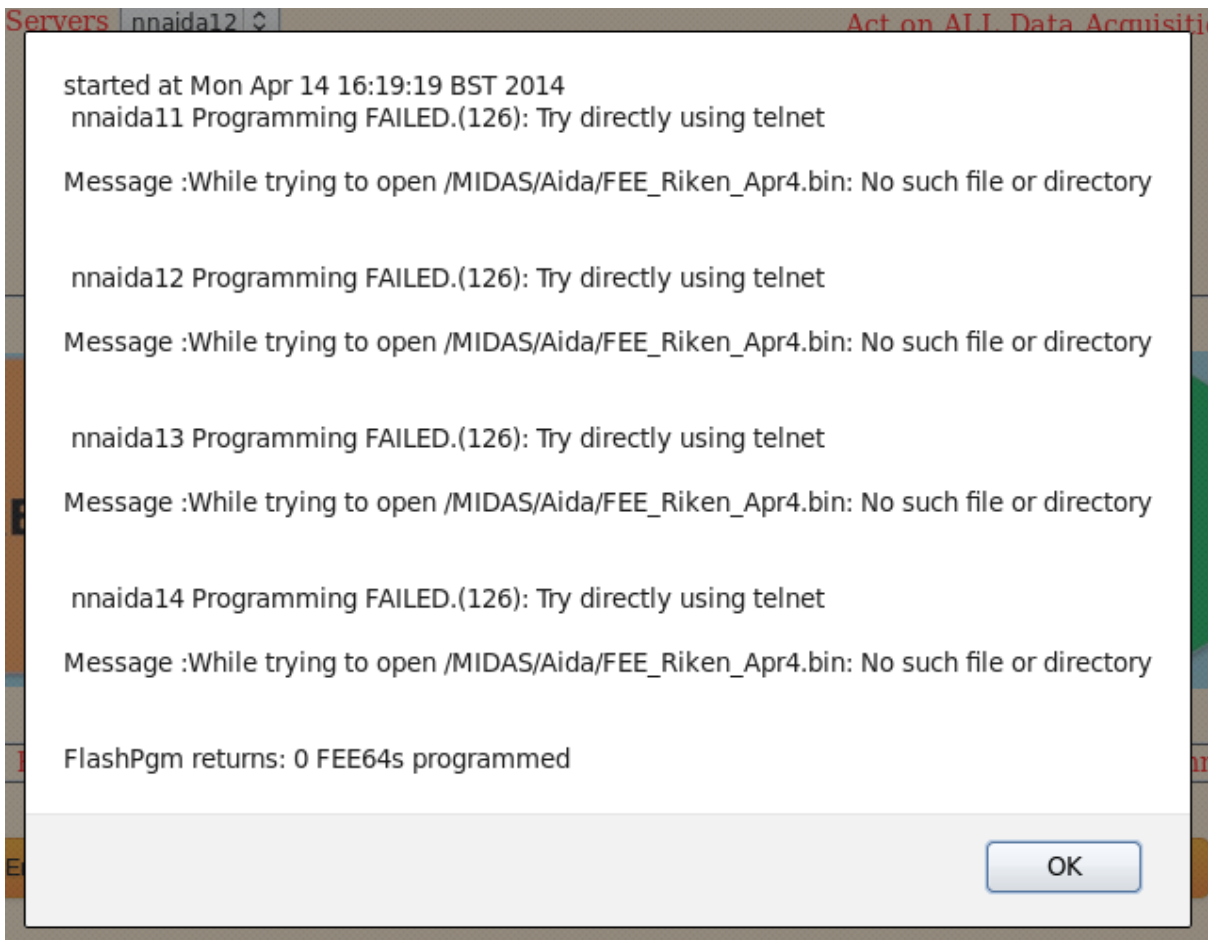 Servers nnaida12 Act on ALL Data
started at Mon Apr 14 16:19:19 BST 2014
nnaida11 Programming FAILED.(126): Try directly using telnet
Message :While trying to open /MIDAS/Aida/FEE_Riken_Apr4.bin: No such file or directory
nnaida12 Programming FAILED.(126): Try directly using telnet
Message :While trying to open /MIDAS/Aida/FEE_Riken_Apr4.bin: No such file or directory
nnaida13 Programming FAILED.(126): Try directly using telnet
Message :While trying to open /MIDAS/Aida/FEE_Riken_Apr4.bin: No such file or directory
nnaida14 Programming FAILED.(126): Try directly using telnet
Message :While trying to open /MIDAS/Aida/FEE_Riken_Apr4.bin: No such file or directory
FlashPgm returns: 0 FEE64s programmed
OK